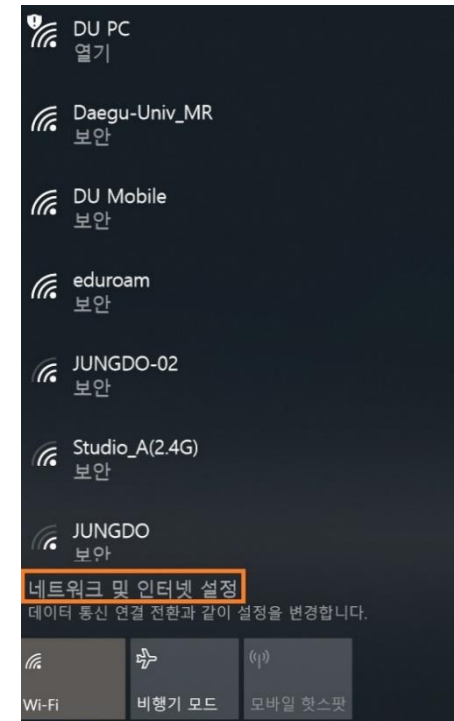 DU PC
열기
Daegu-Univ_MR
보안
DU Mobile
보안
eduroam
보안
JUNGDO-02
보안
Studio_A(2.4G)
보안
JUNGDO
보안
네트워크 및 인터넷 설정
데이터 통신 연결 전환과 같이 설정을 변경합니다.
Wi-Fi
비행기 모드
모바일 핫스팟